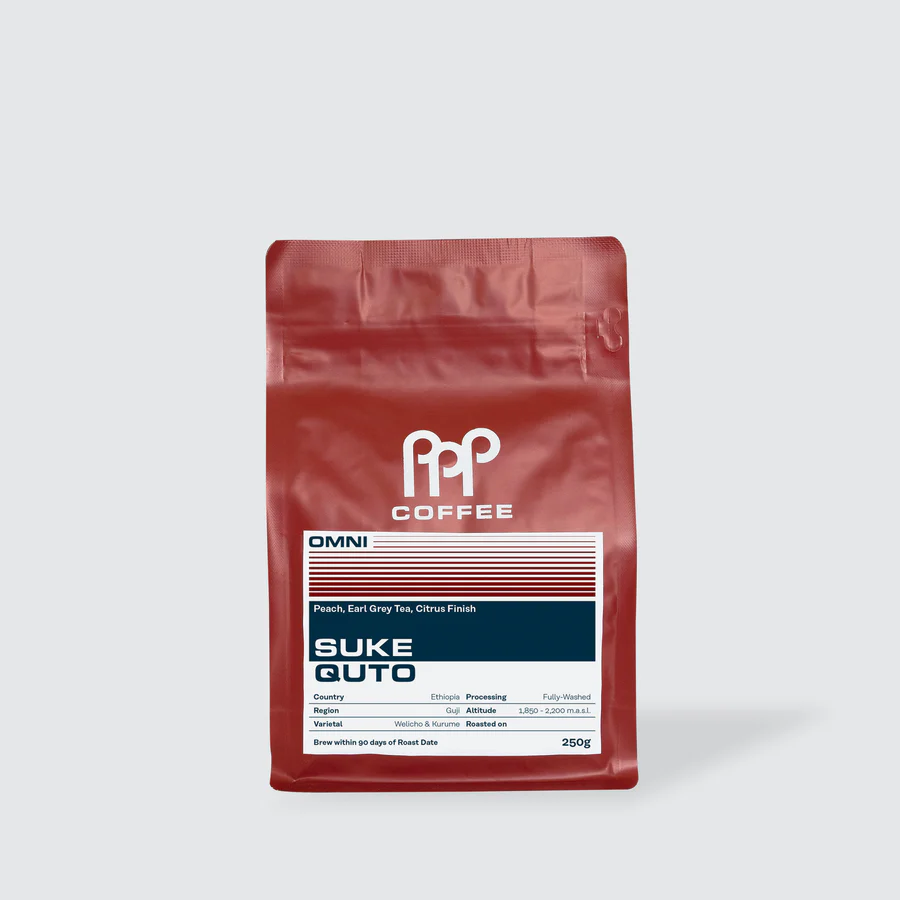 PPP
COFFEE
OMNI
Peach, Earl Grey Tea, Citrus Finish
SUKE
QUTO
Country Ethiopia Processing Fully-Washed
Region Guji Altitude 1,850 - 2,200 m.a.s.l.
Varietal Welicho & Kurume Roasted on
Brew within 90 days of Roast Date 250g